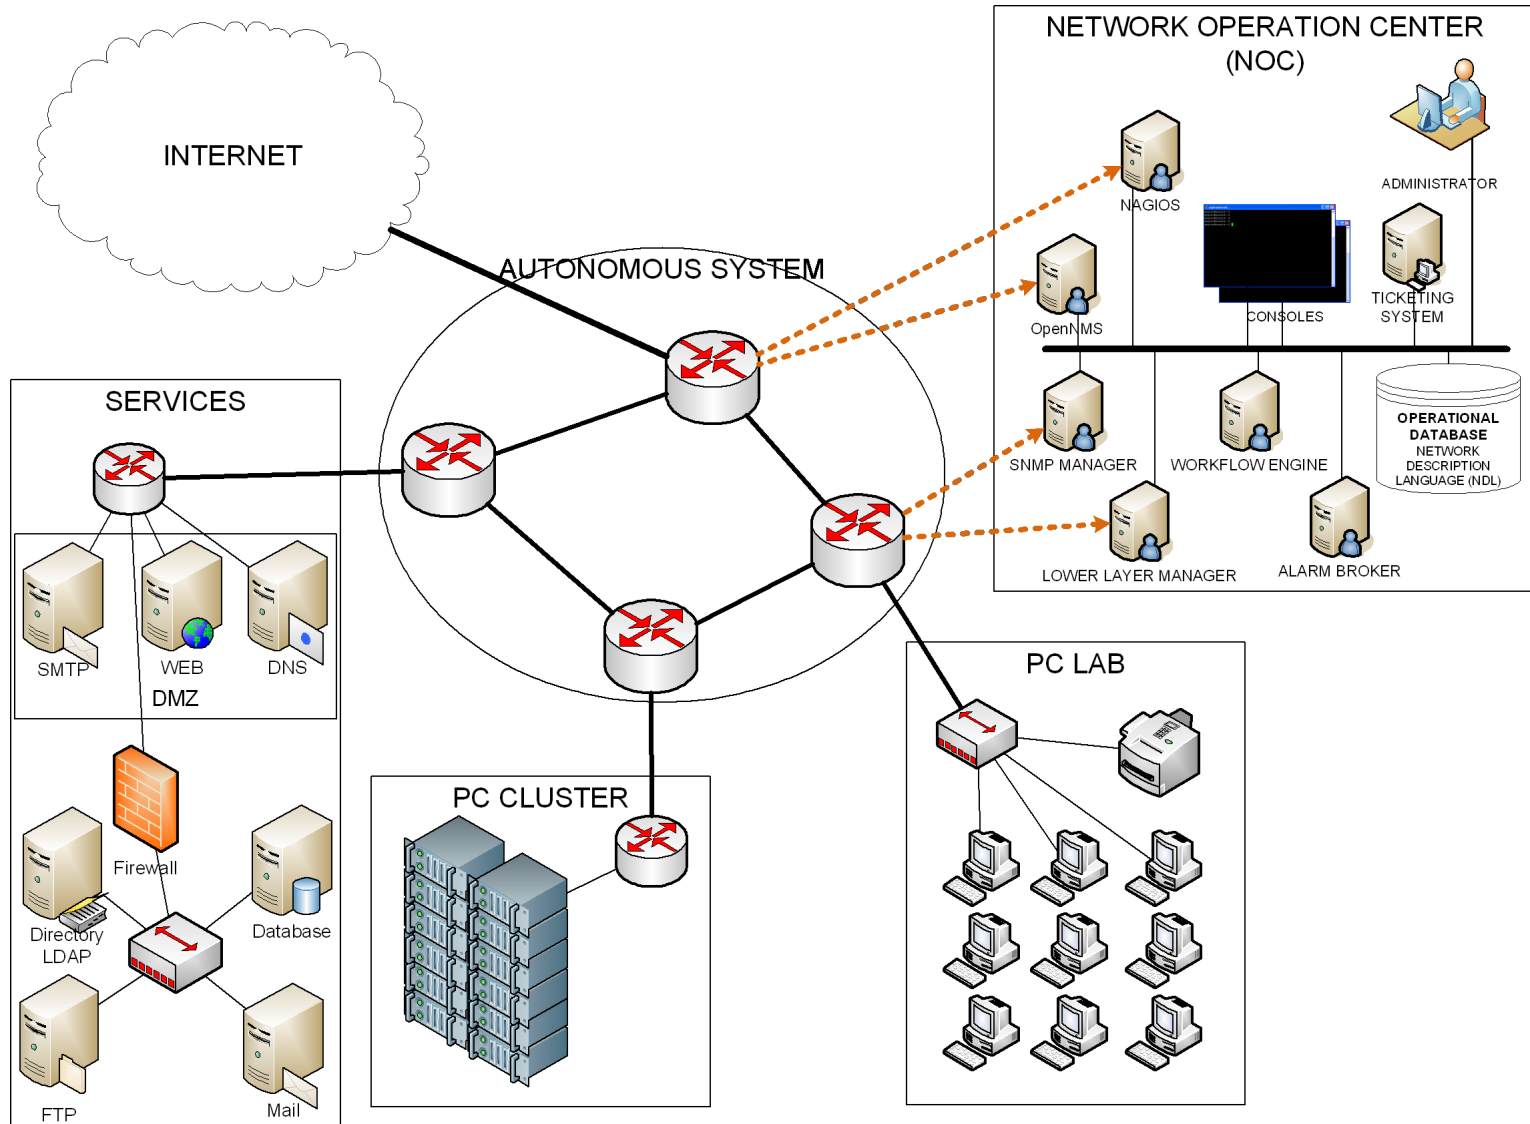 NETWORK OPERATION CENTER
(NOC)
INTERNET
ADMINISTRATOR
NAGIOS
AUTONOMOUS SYSTEM
TICKETING
SYSTEM
CONSOLES
OpenNMS
SERVICES
OPERATIONAL
DATABASE
NETWORK
DESCRIPTION
LANGUAGE (NDL)
SNMP MANAGER
WORKFLOW ENGINE
LOWER LAYER MANAGER
ALARM BROKER
SMTP
WEB
DNS
DMZ
PC LAB
PC CLUSTER
Firewall
Directory
LDAP
Database
FTP
Mail